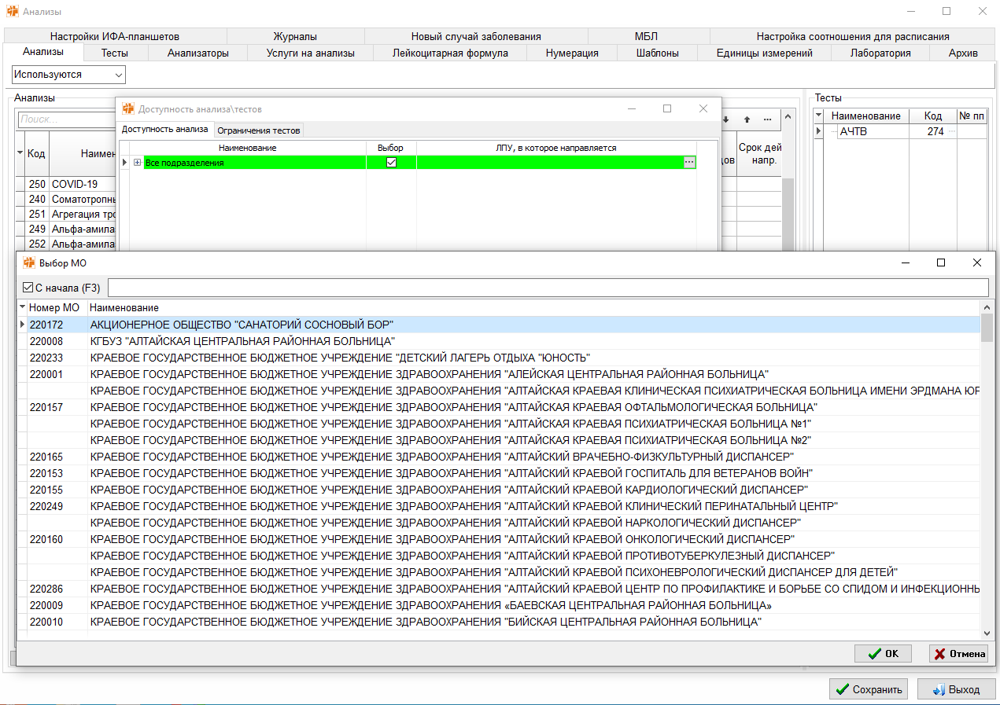 Анализы
Настройки ИФА-планшетов Журналы Новый случай заболевания МБЛ Настройка соотношения для расписания
Анализы Тесты Анализаторы Услуги на анализы Лейкоцитарная формула Нумерация Шаблоны Единицы измерений Лаборатория Архив
Используются
Анализы
Тесты
Доступность анализа\тестов
Поиск...
Доступность анализа Ограничения тестов
Наименование Код № пп
АЧТВ 274
Наименование Выбор ЛПУ, в которое направляется
Код
Срок дей
напр.
Все подразделения
250 COVID-19
240
251
249
252
Выбор МО
С начала (F3)
Номер МО Наименование
220172 АКЦИОНЕРНОЕ ОБЩЕСТВО "САНАТОРИЙ СОСНОВЫЙ БОР"
220008 КГБУЗ "АЛТАЙСКАЯ ЦЕНТРАЛЬНАЯ РАЙОННАЯ БОЛЬНИЦА"
220233 КРАЕВОЕ ГОСУДАРСТВЕННОЕ БЮДЖЕТНОЕ УЧРЕЖДЕНИЕ "ДЕТСКИЙ ЛАГЕРЬ ОТДЫХА "ЮНОСТЬ"
220001 КРАЕВОЕ ГОСУДАРСТВЕННОЕ БЮДЖЕТНОЕ УЧРЕЖДЕНИЕ ЗДРАВООХРАНЕНИЯ "АЛЕЙСКАЯ ЦЕНТРАЛЬНАЯ РАЙОННАЯ БОЛЬНИЦА"
КРАЕВОЕ ГОСУДАРСТВЕННОЕ БЮДЖЕТНОЕ УЧРЕЖДЕНИЕ ЗДРАВООХРАНЕНИЯ "АЛТАЙСКАЯ КРАЕВАЯ КЛИНИЧЕСКАЯ ПСИХИАТРИЧЕСКАЯ БОЛЬНИЦА ИМЕНИ ЭРДМАНА ЮР
220157 КРАЕВОЕ ГОСУДАРСТВЕННОЕ БЮДЖЕТНОЕ УЧРЕЖДЕНИЕ ЗДРАВООХРАНЕНИЯ "АЛТАЙСКАЯ КРАЕВАЯ ОФТАЛЬМОЛОГИЧЕСКАЯ БОЛЬНИЦА"
КРАЕВОЕ ГОСУДАРСТВЕННОЕ БЮДЖЕТНОЕ УЧРЕЖДЕНИЕ ЗДРАВООХРАНЕНИЯ "АЛТАЙСКАЯ КРАЕВАЯ ПСИХИАТРИЧЕСКАЯ БОЛЬНИЦА №1"
КРАЕВОЕ ГОСУДАРСТВЕННОЕ БЮДЖЕТНОЕ УЧРЕЖДЕНИЕ ЗДРАВООХРАНЕНИЯ "АЛТАЙСКАЯ КРАЕВАЯ ПСИХИАТРИЧЕСКАЯ БОЛЬНИЦА №2"
220165 КРАЕВОЕ ГОСУДАРСТВЕННОЕ БЮДЖЕТНОЕ УЧРЕЖДЕНИЕ ЗДРАВООХРАНЕНИЯ "АЛТАЙСКИЙ ВРАЧЕБНО-ФИЗКУЛЬТУРНЫЙ ДИСПАНСЕР"
220153 КРАЕВОЕ ГОСУДАРСТВЕННОЕ БЮДЖЕТНОЕ УЧРЕЖДЕНИЕ ЗДРАВООХРАНЕНИЯ "АЛТАЙСКИЙ КРАЕВОЙ ГОСПИТАЛЬ ДЛЯ ВЕТЕРАНОВ ВОЙН"
220155 КРАЕВОЕ ГОСУДАРСТВЕННОЕ БЮДЖЕТНОЕ УЧРЕЖДЕНИЕ ЗДРАВООХРАНЕНИЯ "АЛТАЙСКИЙ КРАЕВОЙ КАРДИОЛОГИЧЕСКИЙ ДИСПАНСЕР"
220249 КРАЕВОЕ ГОСУДАРСТВЕННОЕ БЮДЖЕТНОЕ УЧРЕЖДЕНИЕ ЗДРАВООХРАНЕНИЯ "АЛТАЙСКИЙ КРАЕВОЙ КЛИНИЧЕСКИЙ ПЕРИНАТАЛЬНЫЙ ЦЕНТР"
КРАЕВОЕ ГОСУДАРСТВЕННОЕ БЮДЖЕТНОЕ УЧРЕЖДЕНИЕ ЗДРАВООХРАНЕНИЯ "АЛТАЙСКИЙ КРАЕВОЙ НАРКОЛОГИЧЕСКИЙ ДИСПАНСЕР"
220160 КРАЕВОЕ ГОСУДАРСТВЕННОЕ БЮДЖЕТНОЕ УЧРЕЖДЕНИЕ ЗДРАВООХРАНЕНИЯ "АЛТАЙСКИЙ КРАЕВОЙ ОНКОЛОГИЧЕСКИЙ ДИСПАНСЕР"
КРАЕВОЕ ГОСУДАРСТВЕННОЕ БЮДЖЕТНОЕ УЧРЕЖДЕНИЕ ЗДРАВООХРАНЕНИЯ "АЛТАЙСКИЙ КРАЕВОЙ ПРОТИВОТУБЕРКУЛЕЗНЫЙ ДИСПАНСЕР"
КРАЕВОЕ ГОСУДАРСТВЕННОЕ БЮДЖЕТНОЕ УЧРЕЖДЕНИЕ ЗДРАВООХРАНЕНИЯ "АЛТАЙСКИЙ КРАЕВОЙ ПСИХОНЕВРОЛОГИЧЕСКИЙ ДИСПАНСЕР ДЛЯ ДЕТЕЙ"
220286 КРАЕВОЕ ГОСУДАРСТВЕННОЕ БЮДЖЕТНОЕ УЧРЕЖДЕНИЕ ЗДРАВООХРАНЕНИЯ "АЛТАЙСКИЙ КРАЕВОЙ ЦЕНТР ПО ПРОФИЛАКТИКЕ И БОРЬБЕ СО СПИДОМ И ИНФЕКЦИОННЬ
220009 КРАЕВОЕ ГОСУДАРСТВЕННОЕ БЮДЖЕТНОЕ УЧРЕЖДЕНИЕ ЗДРАВООХРАНЕНИЯ «БАЕВСКАЯ ЦЕНТРАЛЬНАЯ РАЙОННАЯ БОЛЬНИЦА»
220010 КРАЕВОЕ ГОСУДАРСТВЕННОЕ БЮДЖЕТНОЕ УЧРЕЖДЕНИЕ ЗДРАВООХРАНЕНИЯ "БИЙСКАЯ ЦЕНТРАЛЬНАЯ РАЙОННАЯ БОЛЬНИЦА"
OK Отмена
Сохранить Выход